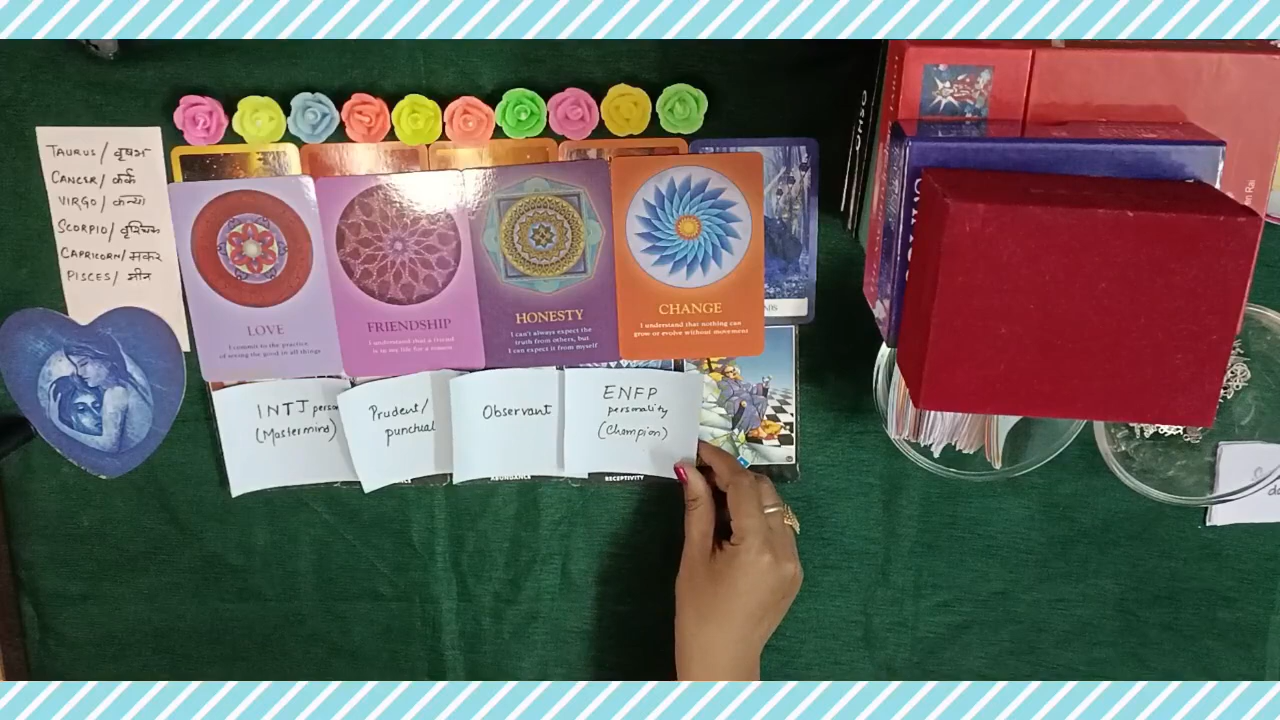 TAURUS / वृषभ
CANCER / कर्क
VIRGO / कन्या
SCORPIO / वृश्चिक
CAPRICORN / मकर
PISCES / मीन
LOVE
I commit to the practice
of seeing the good in all things
FRIENDSHIP
I understand that a friend
is in my life for a reason
HONESTY
I can't always expect the
truth from others, but
I can expect it from myself
CHANGE
I understand that nothing can
grow or evolve without movement
INTJ
(Mastermind)
Prudent/
punctual
Observant
ENFP
personality
(Champion)
ABUNDANCE
RECEPTIVITY
OSHO
Rai